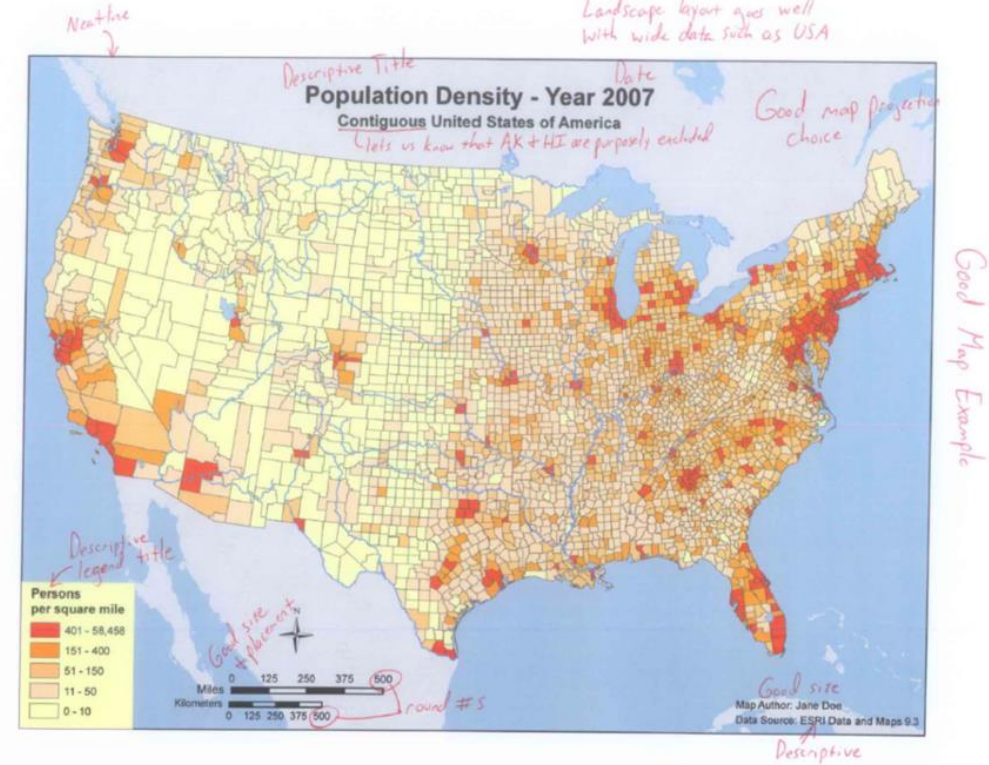 Neatline
Landscape layout goes well
with wide data such as USA
Descriptive Title
Date
Population Density - Year 2007
Contiguous United States of America
lets us know that AK + HI are purposely excluded
Good map projection
choice
Good Map Example
Descriptive
legend title
Persons
per square mile
401 - 58,458
151 - 400
51 - 150
11 - 50
0 - 10
Good size
+ placement
N
0 125 250 375 500
Miles
Kilometers
0 125 250 375 500
round #s
Good size
Map Author: Jane Doe
Data Source: ESRI Data and Maps 9.3
Descriptive